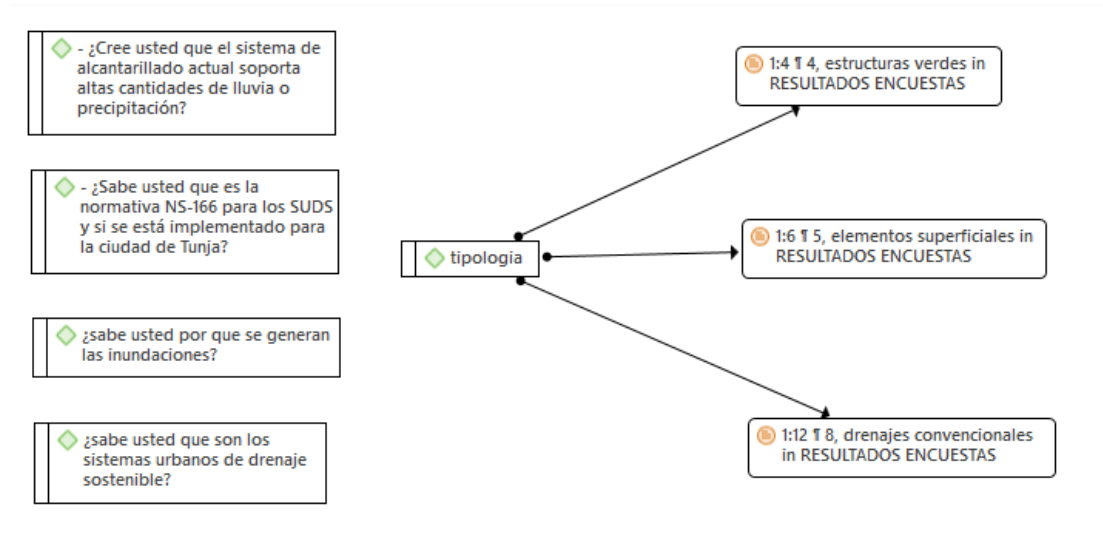 - ¿Cree usted que el sistema de
alcantarillado actual soporta
altas cantidades de lluvia o
precipitación?
- ¿Sabe usted que es la
normativa NS-166 para los SUDS
y si se está implementado para
la ciudad de Tunja?
¿sabe usted por que se generan
las inundaciones?
¿sabe usted que son los
sistemas urbanos de drenaje
sostenible?
tipologia
1:4 ¶ 4, estructuras verdes in
RESULTADOS ENCUESTAS
1:6 ¶ 5, elementos superficiales in
RESULTADOS ENCUESTAS
1:12 ¶ 8, drenajes convencionales
in RESULTADOS ENCUESTAS